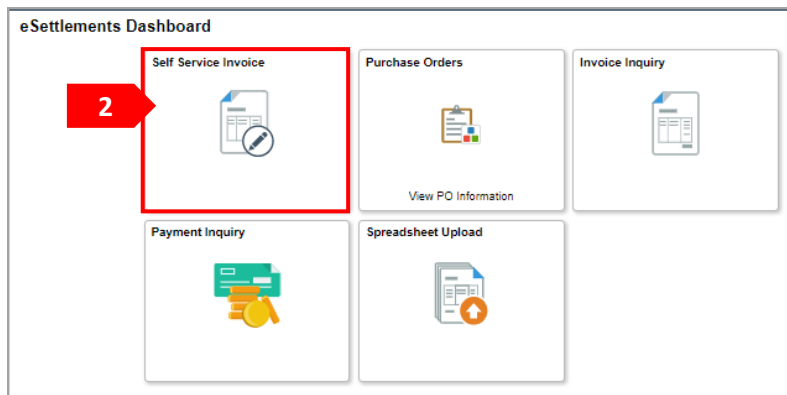 eSettlements Dashboard
Self Service Invoice
Purchase Orders
Invoice Inquiry
2
View PO Information
Payment Inquiry
Spreadsheet Upload